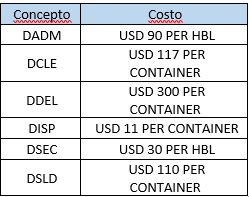 Concepto Costo
DADM USD 90 PER HBL
DCLE USD 117 PER
CONTAINER
DDEL USD 300 PER
CONTAINER
DISP USD 11 PER CONTAINER
DSEC USD 30 PER HBL
DSLD USD 110 PER
CONTAINER